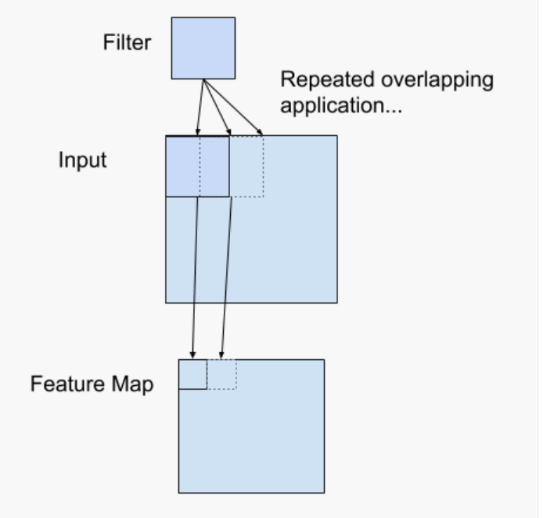 Filter
Repeated overlapping
application...
Input
Feature Map